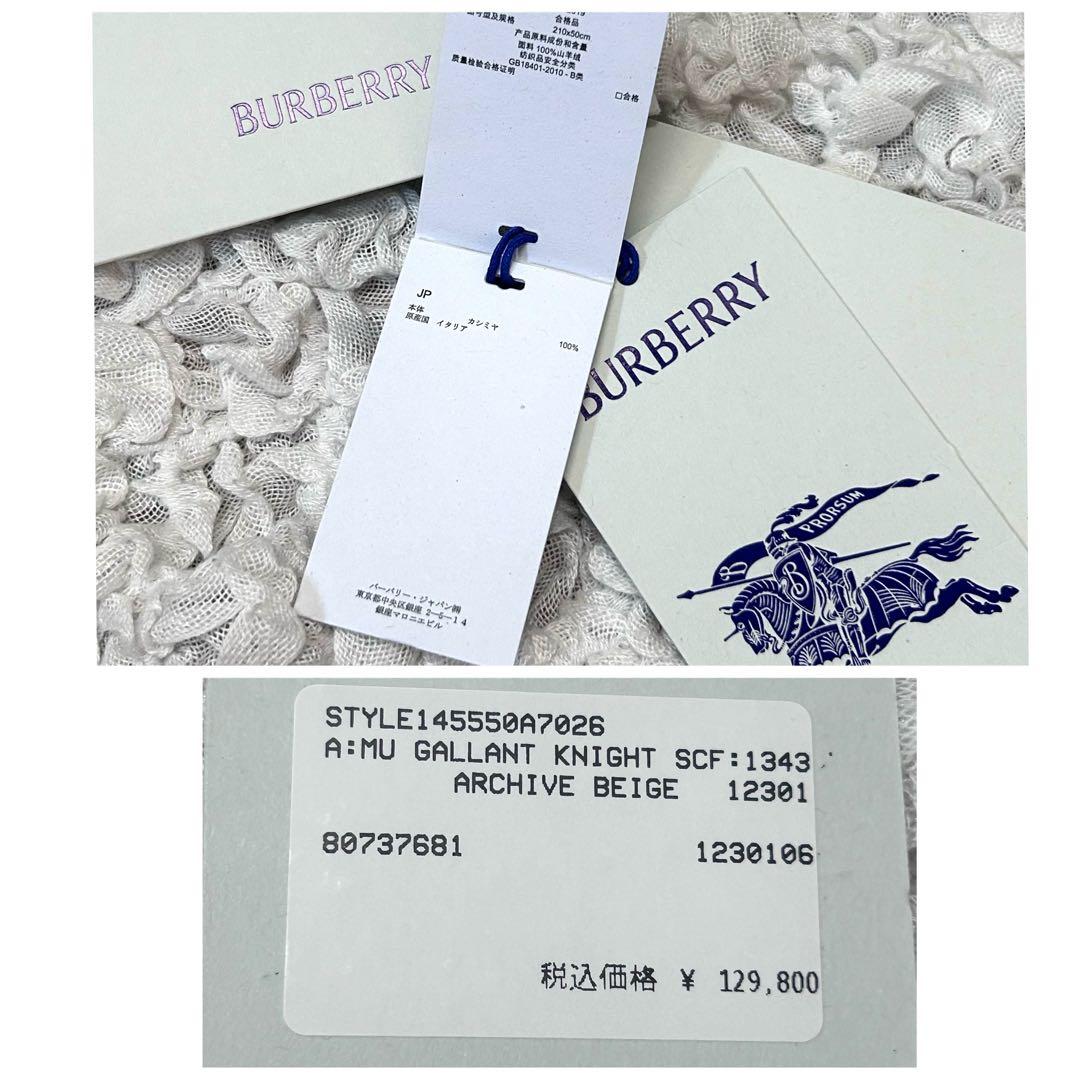 BURBERRY
合格品
210x50cm
产品原料成份和含量
面料 100%山羊绒
纺织品安全分类
质量检验合格证明 GB18401-2010 - B类
口合格
JP
本体 カシミヤ
原産国 イタリア
100%
バーバリー・ジャパン㈱
東京都中央区銀座 2-5-14
銀座マロニエビル
BURBERRY
PRORSUM
B
B
STYLE145550A7026
A:MU GALLANT KNIGHT SCF:1343
ARCHIVE BEIGE 12301
80737681 1230106
税込価格 ¥ 129,800